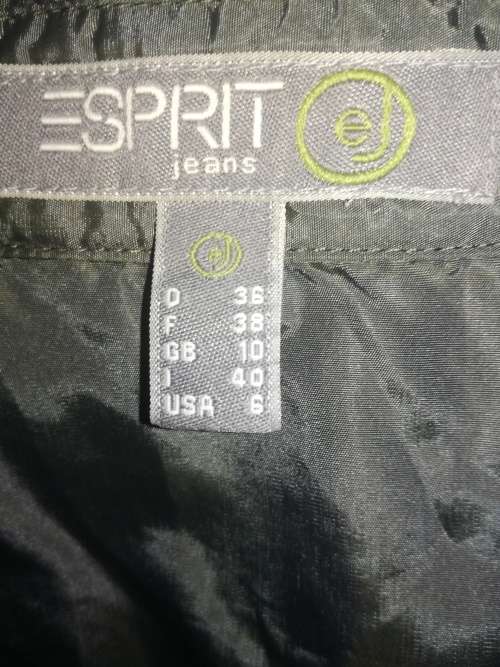 ESPRIT
jeans
ej
ej
D 36
F 38
GB 10
I 40
USA 6